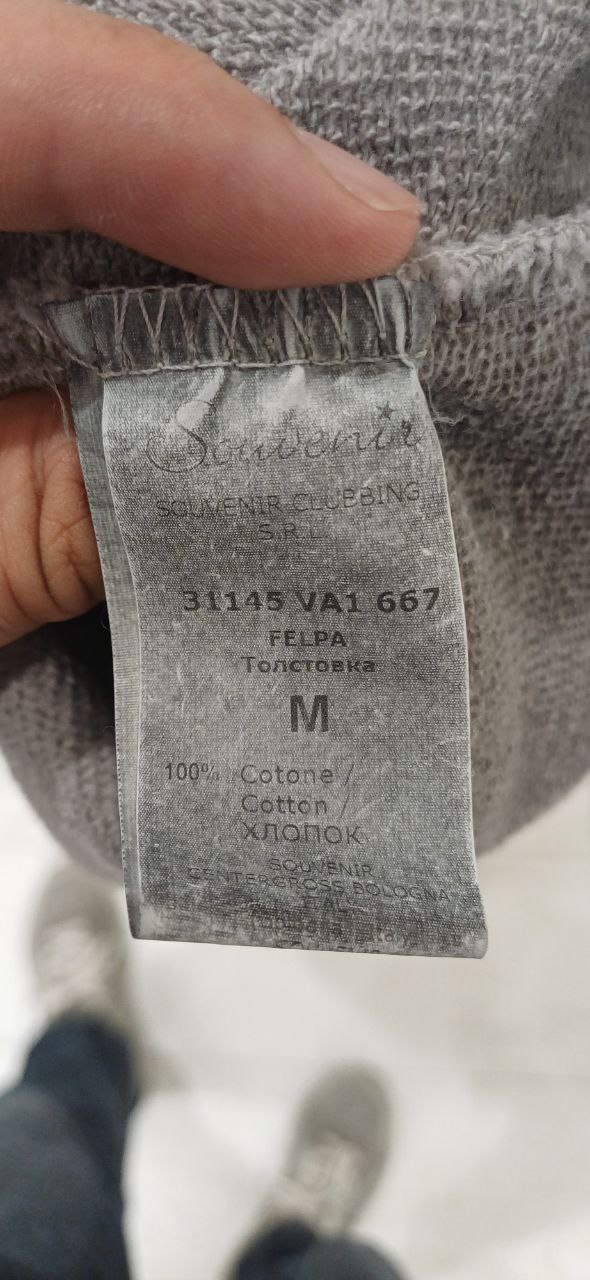 Souvenir
SOUVENIR CLUBBING
S.R.L.
31145 VA1 667
FELPA
Толстовка
M
100% Cotone /
Cotton /
ХЛОПОК
SOUVENIR
CENTERGROSS BOLOGNA